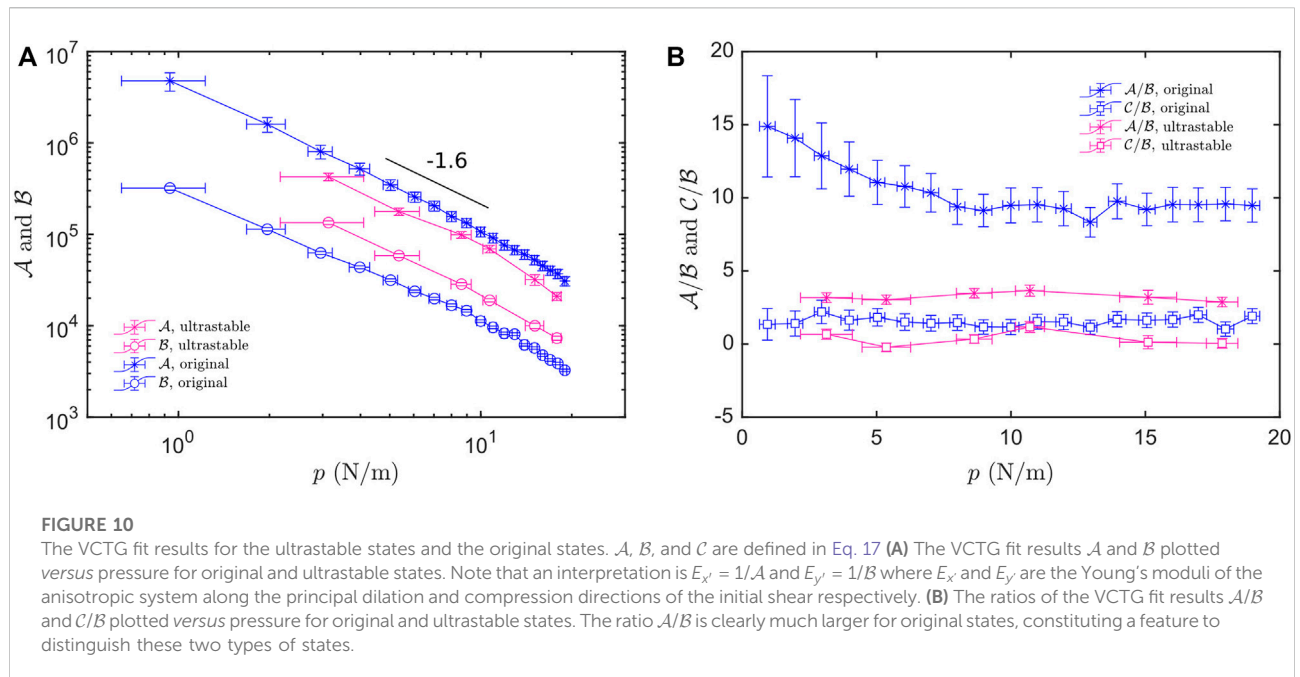 A
10^7
10^6
10^5
10^4
10^3
𝒜 and ℬ
-1.6
𝒜, ultrastable
ℬ, ultrastable
𝒜, original
ℬ, original
10^0
10^1
p (N/m)
B
20
15
10
5
0
-5
𝒜/ℬ and 𝒞/ℬ
𝒜/ℬ, original
𝒞/ℬ, original
𝒜/ℬ, ultrastable
𝒞/ℬ, ultrastable
0
5
10
15
20
p (N/m)
FIGURE 10
The VCTG fit results for the ultrastable states and the original states. 𝒜, ℬ, and 𝒞 are defined in Eq. 17 (A) The VCTG fit results 𝒜 and ℬ plotted
versus pressure for original and ultrastable states. Note that an interpretation is E_x′ = 1/𝒜 and E_y′ = 1/ℬ where E_x′ and E_y′ are the Young's moduli of the
anisotropic system along the principal dilation and compression directions of the initial shear respectively. (B) The ratios of the VCTG fit results 𝒜/ℬ
and 𝒞/ℬ plotted versus pressure for original and ultrastable states. The ratio 𝒜/ℬ is clearly much larger for original states, constituting a feature to
distinguish these two types of states.